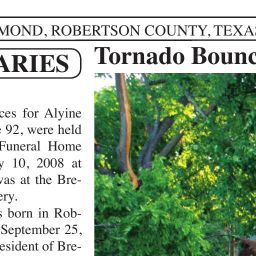 MOND, ROBERTSON COUNTY, TEXAS
ARIES
ces for Alyine
92, were held
Funeral Home
y 10, 2008 at
was at the Bre-
ery.
s born in Rob-
September 25,
esident of Bre-
Tornado Bounc